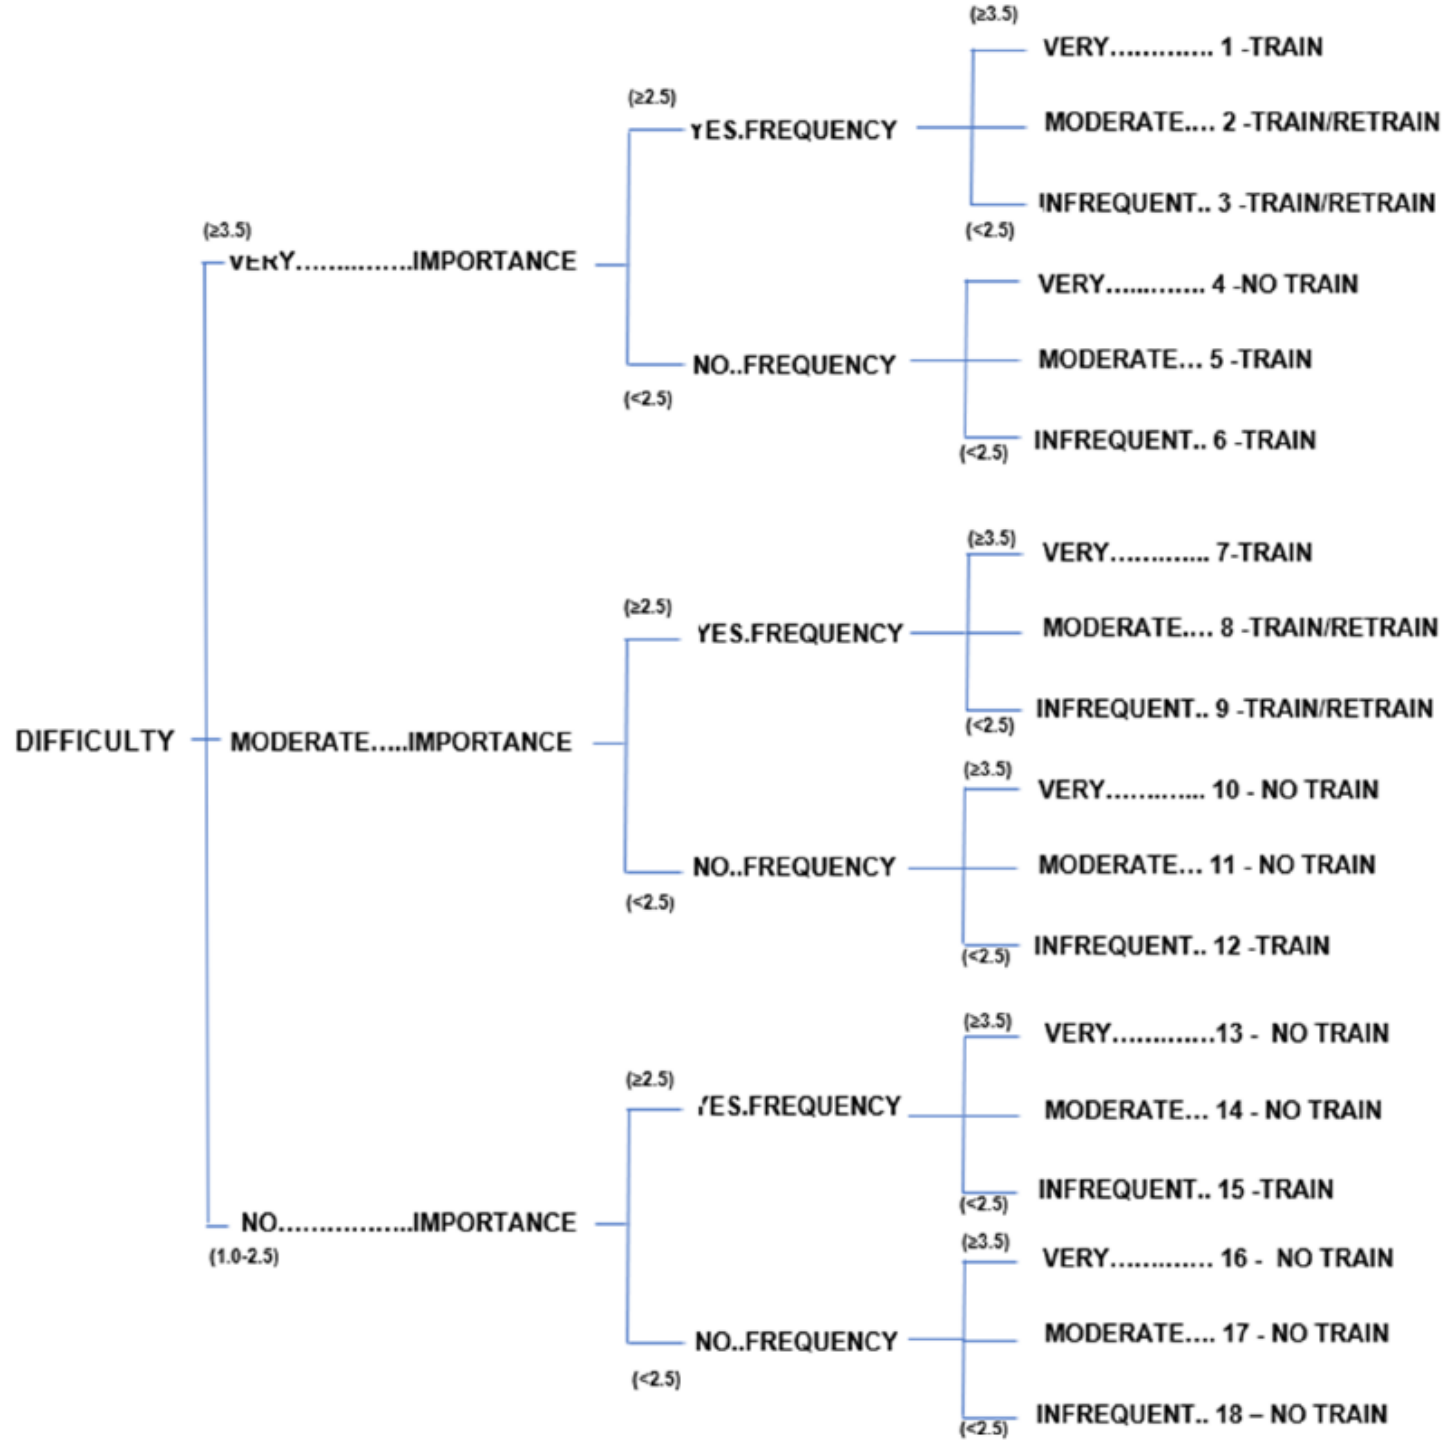 (≥3.5)
VERY............. 1 -TRAIN
(≥2.5)
YES.FREQUENCY
MODERATE.... 2 -TRAIN/RETRAIN
INFREQUENT.. 3 -TRAIN/RETRAIN
(<2.5)
(≥3.5)
VERY..............IMPORTANCE
VERY............ 4 -NO TRAIN
NO..FREQUENCY
MODERATE... 5 -TRAIN
(<2.5)
INFREQUENT.. 6 -TRAIN
(<2.5)
(≥3.5)
VERY............ 7-TRAIN
(≥2.5)
YES.FREQUENCY
MODERATE.... 8 -TRAIN/RETRAIN
INFREQUENT.. 9 -TRAIN/RETRAIN
(<2.5)
DIFFICULTY
MODERATE.....IMPORTANCE
(≥3.5)
VERY............ 10 - NO TRAIN
NO..FREQUENCY
MODERATE... 11 - NO TRAIN
(<2.5)
INFREQUENT.. 12 -TRAIN
(<2.5)
(≥3.5)
VERY.............13 - NO TRAIN
(≥2.5)
YES.FREQUENCY
MODERATE... 14 - NO TRAIN
INFREQUENT.. 15 -TRAIN
(<2.5)
NO................IMPORTANCE
(1.0-2.5)
(≥3.5)
VERY............. 16 - NO TRAIN
NO..FREQUENCY
MODERATE.... 17 - NO TRAIN
(<2.5)
INFREQUENT.. 18 – NO TRAIN
(<2.5)